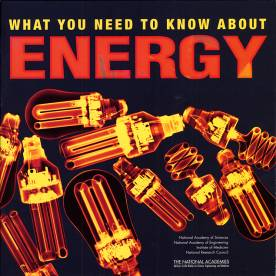 WHAT YOU NEED TO KNOW ABOUT
ENERGY
National Academy of Sciences
National Academy of Engineering
Institute of Medicine
National Research Council
THE NATIONAL ACADEMIES